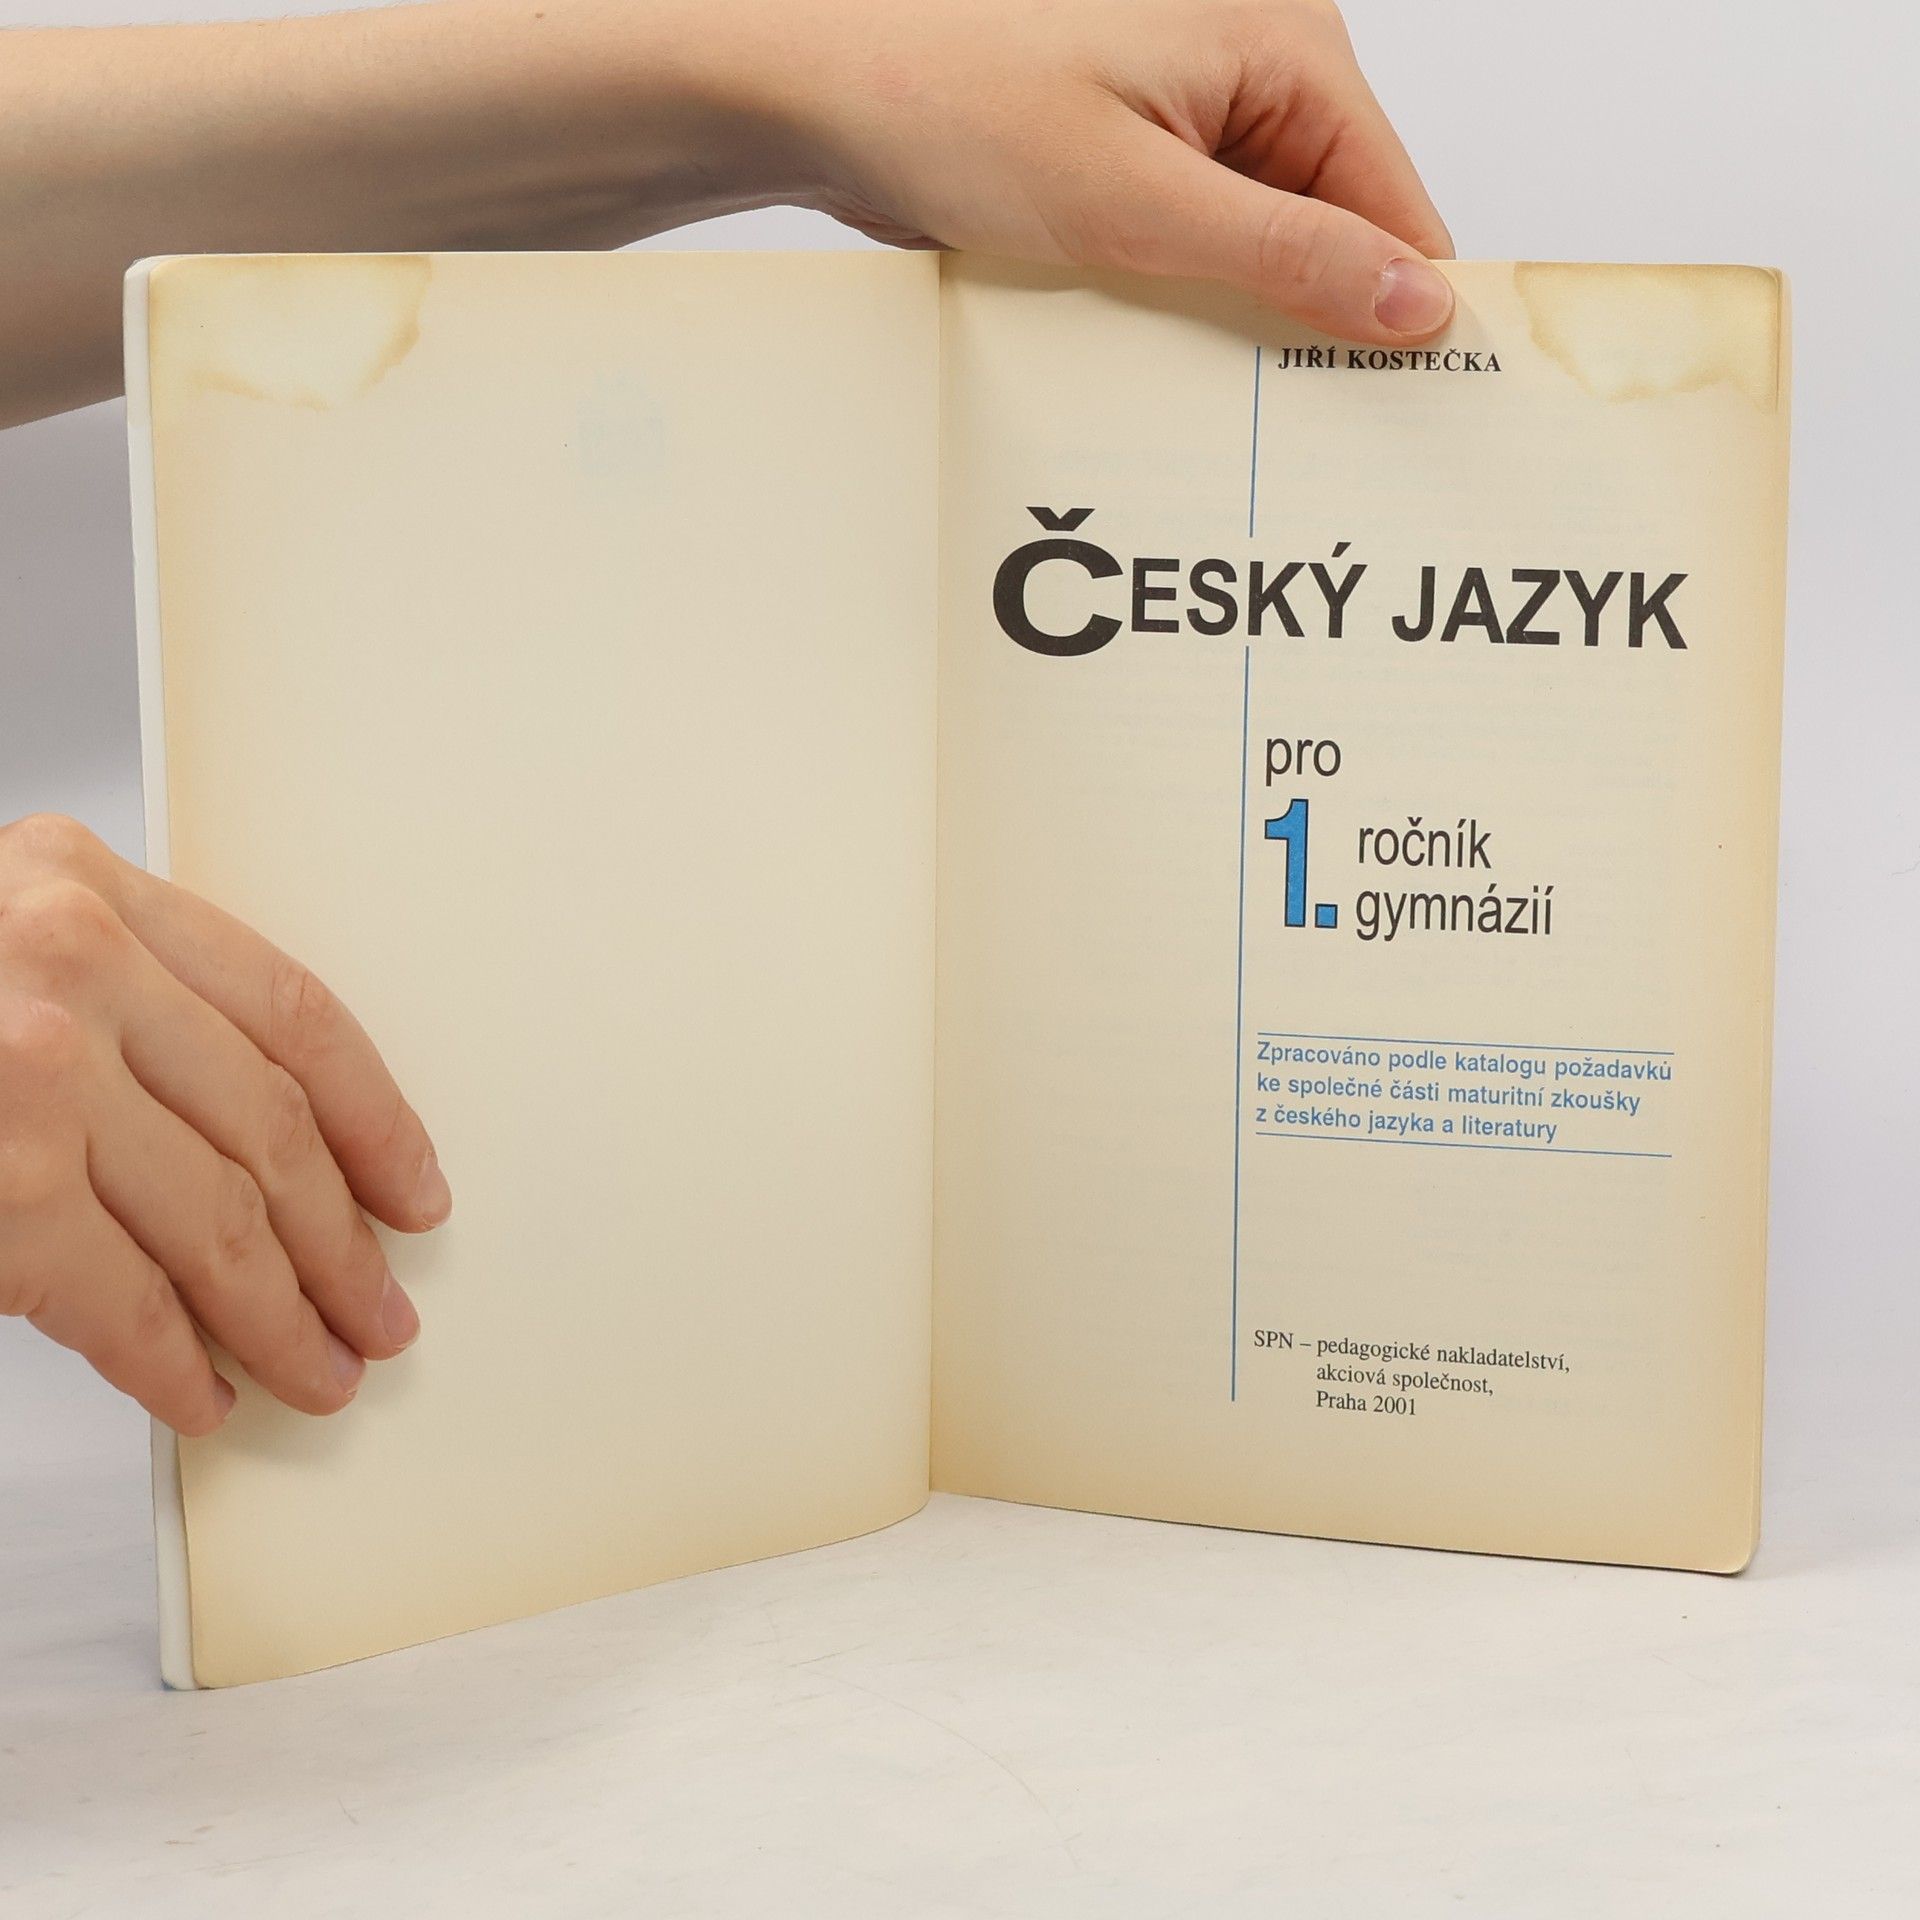 JIŘÍ KOSTEČKA
ČESKÝ JAZYK
pro
1. ročník
gymnázií
Zpracováno podle katalogu požadavků
ke společné části maturitní zkoušky
z českého jazyka a literatury
SPN – pedagogické nakladatelství,
akciová společnost,
Praha 2001